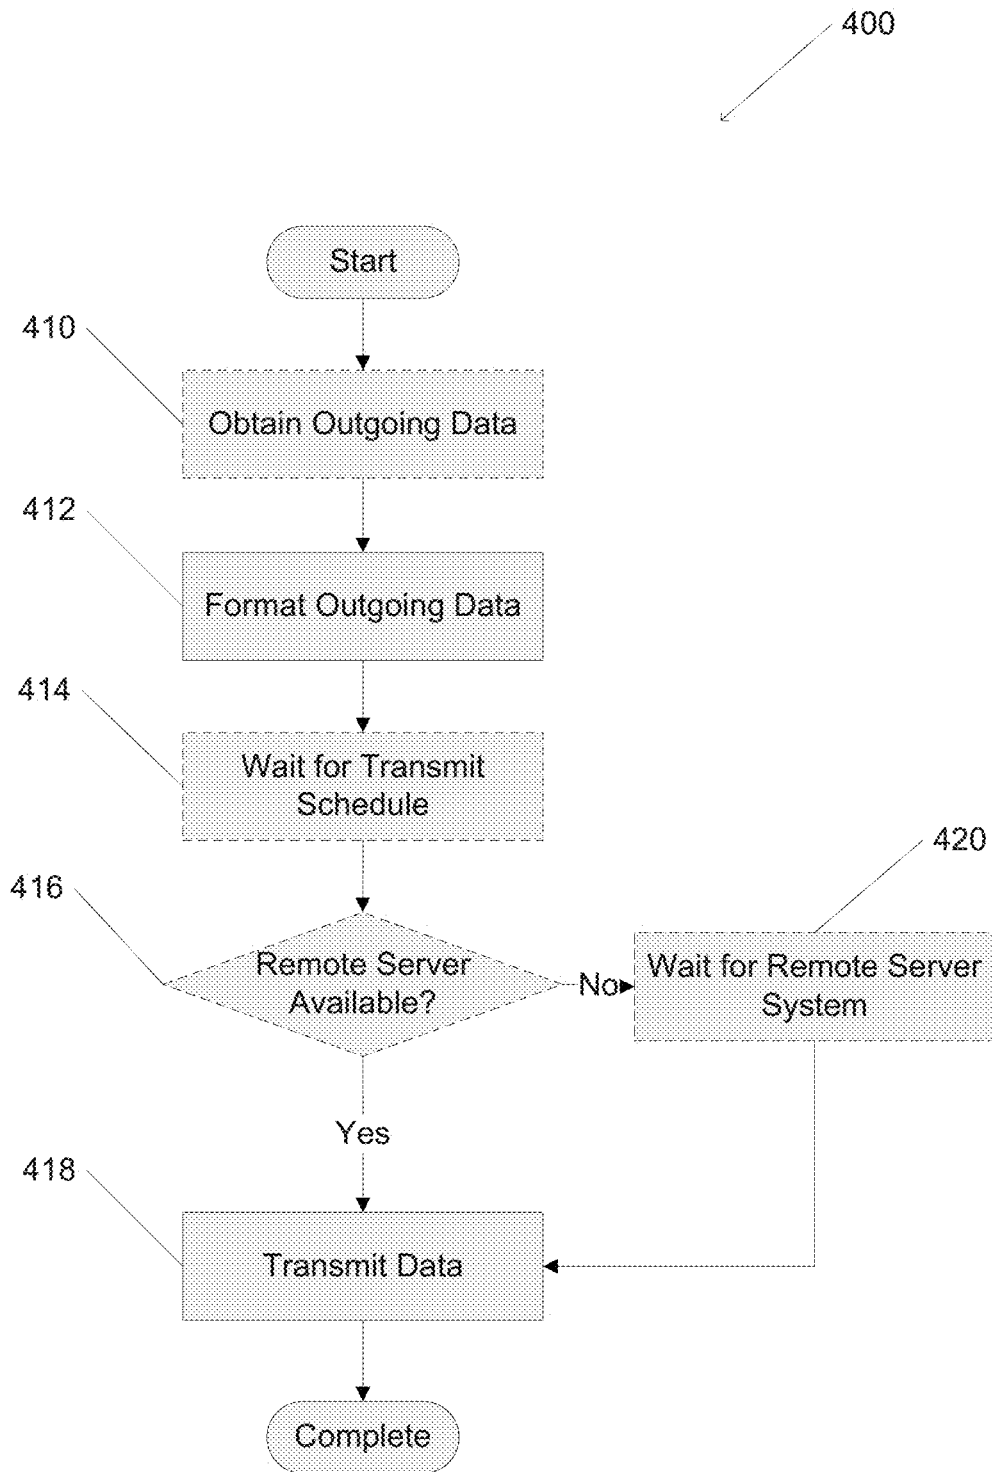 400
Start
410
Obtain Outgoing Data
412
Format Outgoing Data
414
Wait for Transmit
Schedule
420
416
Remote Server
Available?
No
Wait for Remote Server
System
Yes
418
Transmit Data
Complete